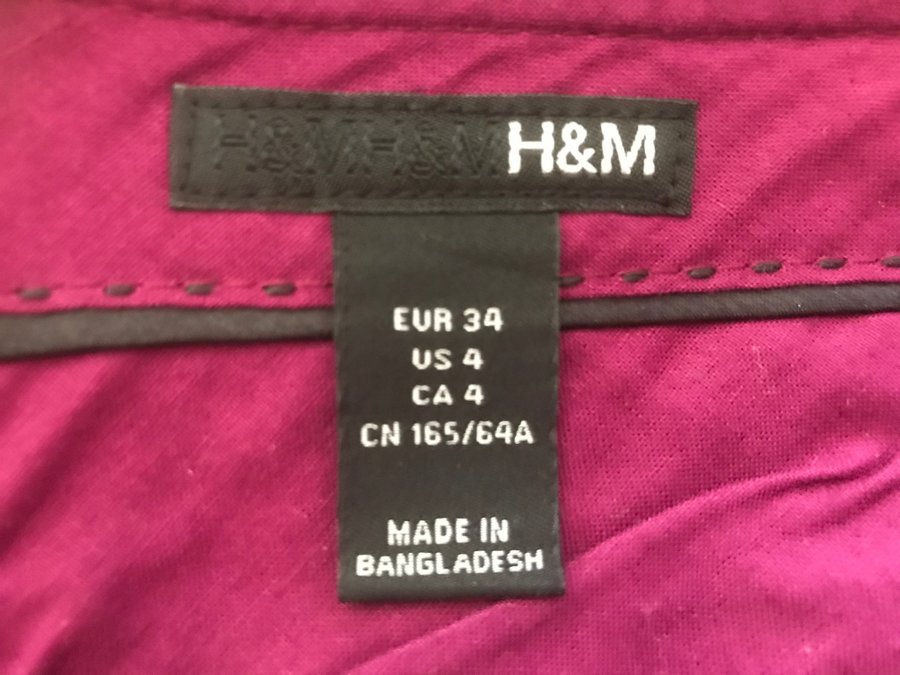 H&M H&M H&M
EUR 34
US 4
CA 4
CN 165/64A
MADE IN
BANGLADESH